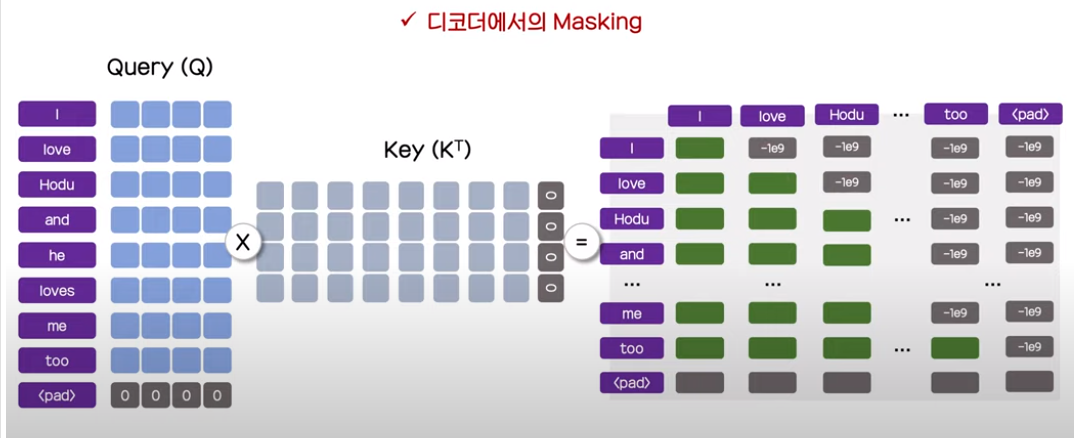 ✓ 디코더에서의 Masking
Query (Q)
I
love
Hodu
and
he
loves
me
too
〈pad〉 0 0 0 0
X
Key (Kᵀ)
0
0
0
0
=
I love Hodu ... too 〈pad〉
I -1e9 -1e9 -1e9 -1e9
love -1e9 -1e9 -1e9
Hodu ... -1e9 -1e9
and -1e9 -1e9
... ... ...
me -1e9 -1e9
too ... -1e9
〈pad〉